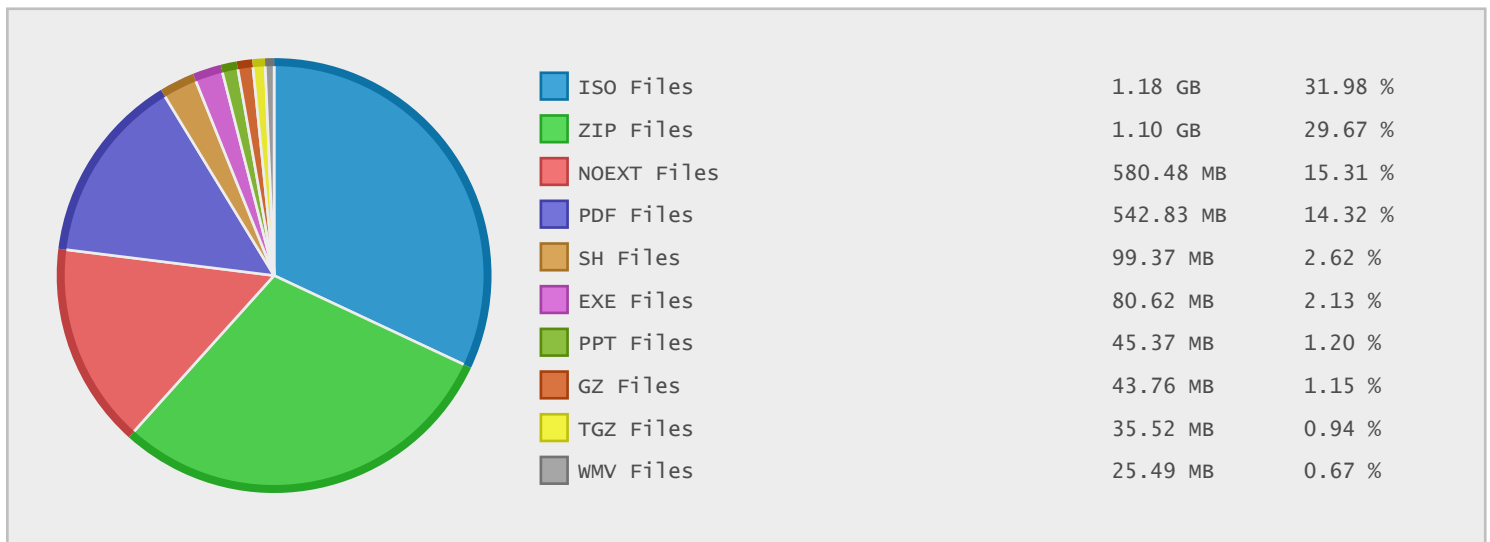 ISO Files 1.18 GB 31.98 %
ZIP Files 1.10 GB 29.67 %
NOEXT Files 580.48 MB 15.31 %
PDF Files 542.83 MB 14.32 %
SH Files 99.37 MB 2.62 %
EXE Files 80.62 MB 2.13 %
PPT Files 45.37 MB 1.20 %
GZ Files 43.76 MB 1.15 %
TGZ Files 35.52 MB 0.94 %
WMV Files 25.49 MB 0.67 %